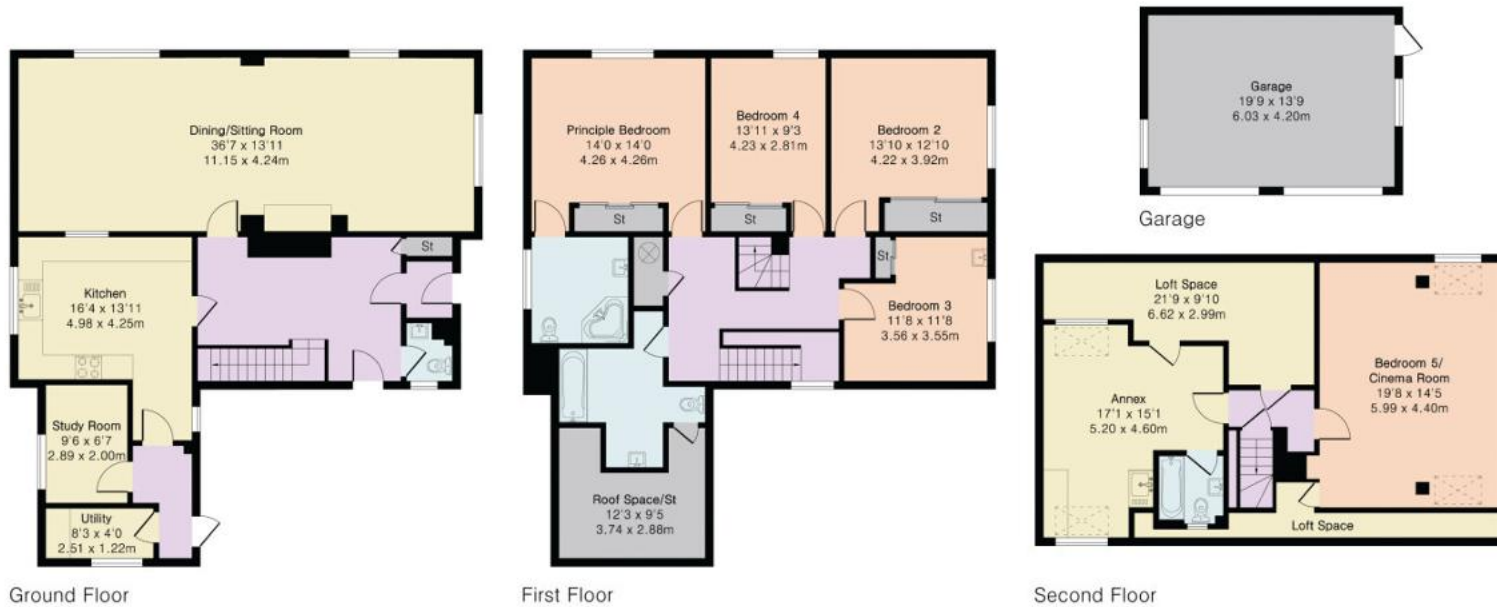 Dining/Sitting Room
36'7 x 13'11
11.15 x 4.24m
St
Kitchen
16'4 x 13'11
4.98 x 4.25m
Study Room
9'6 x 6'7
2.89 x 2.00m
Utility
8'3 x 4'0
2.51 x 1.22m
Ground Floor
Principle Bedroom
14'0 x 14'0
4.26 x 4.26m
Bedroom 4
13'11 x 9'3
4.23 x 2.81m
Bedroom 2
13'10 x 12'10
4.22 x 3.92m
St
St
St
St
Bedroom 3
11'8 x 11'8
3.56 x 3.55m
Roof Space/St
12'3 x 9'5
3.74 x 2.88m
First Floor
Garage
19'9 x 13'9
6.03 x 4.20m
Garage
Loft Space
21'9 x 9'10
6.62 x 2.99m
Bedroom 5/
Cinema Room
19'8 x 14'5
5.99 x 4.40m
Annex
17'1 x 15'1
5.20 x 4.60m
Loft Space
Second Floor